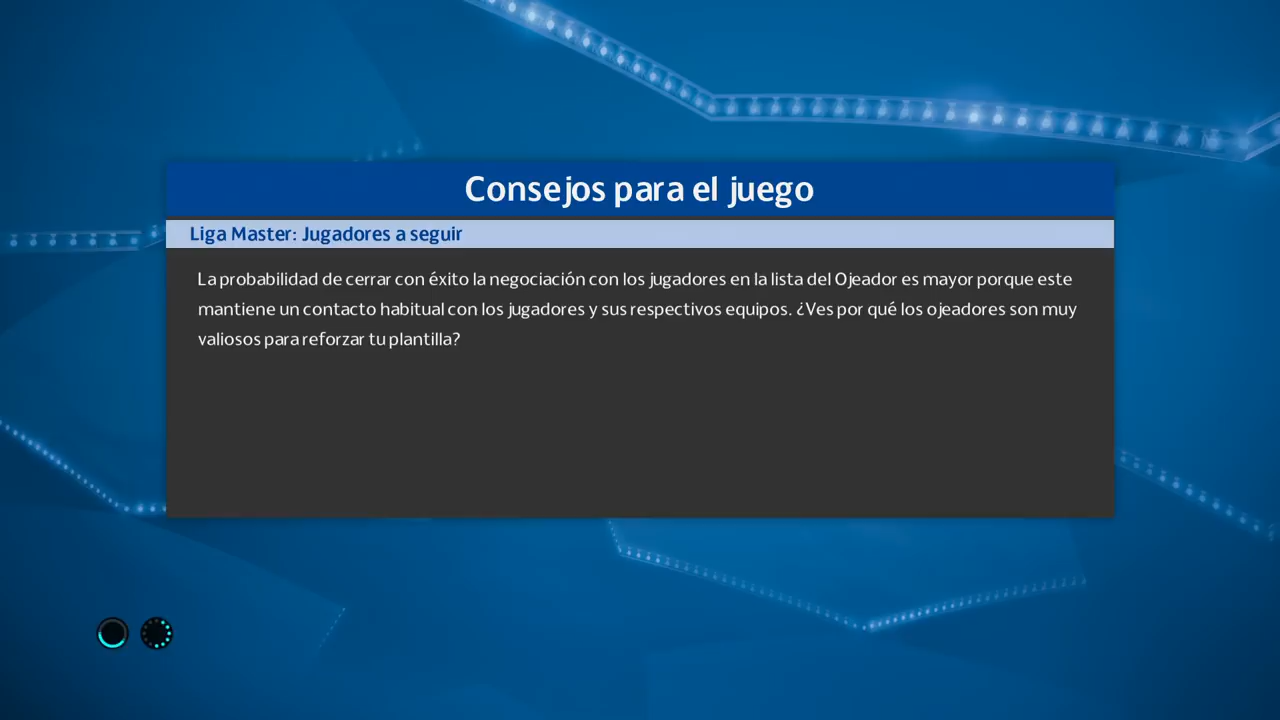 Consejos para el juego
Liga Master: Jugadores a seguir
La probabilidad de cerrar con éxito la negociación con los jugadores en la lista del Ojeador es mayor porque este
mantiene un contacto habitual con los jugadores y sus respectivos equipos. ¿Ves por qué los ojeadores son muy
valiosos para reforzar tu plantilla?